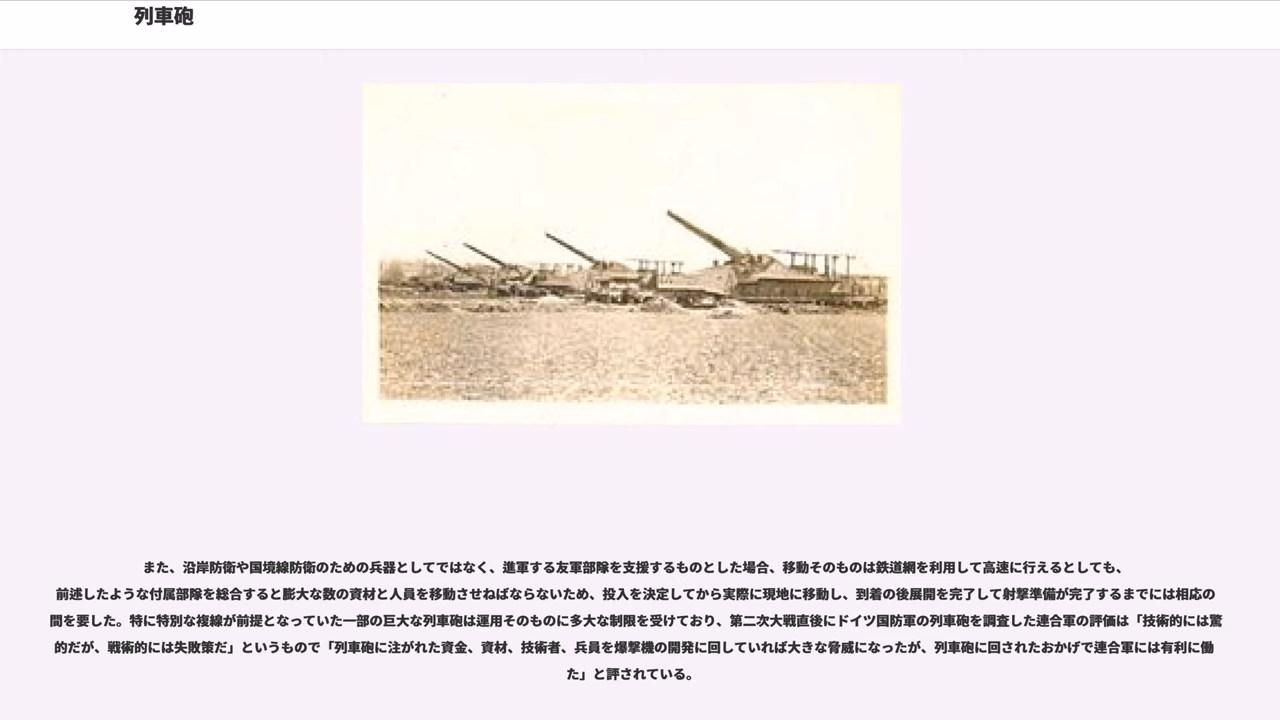 列車砲
また、沿岸防衛や国境線防衛のための兵器としてではなく、進軍する友軍部隊を支援するものとした場合、移動そのものは鉄道網を利用して高速に行えるとしても、
前述したような付属部隊を総合すると膨大な数の資材と人員を移動させねばならないため、投入を決定してから実際に現地に移動し、到着の後展開を完了して射撃準備が完了するまでには相応の
間を要した。特に特別な複線が前提となっていた一部の巨大な列車砲は運用そのものに多大な制限を受けており、第二次大戦直後にドイツ国防軍の列車砲を調査した連合軍の評価は「技術的には驚
的だが、戦術的には失敗策だ」というもので「列車砲に注がれた資金、資材、技術者、兵員を爆撃機の開発に回していれば大きな脅威になったが、列車砲に回されたおかげで連合軍には有利に働
た」と評されている。